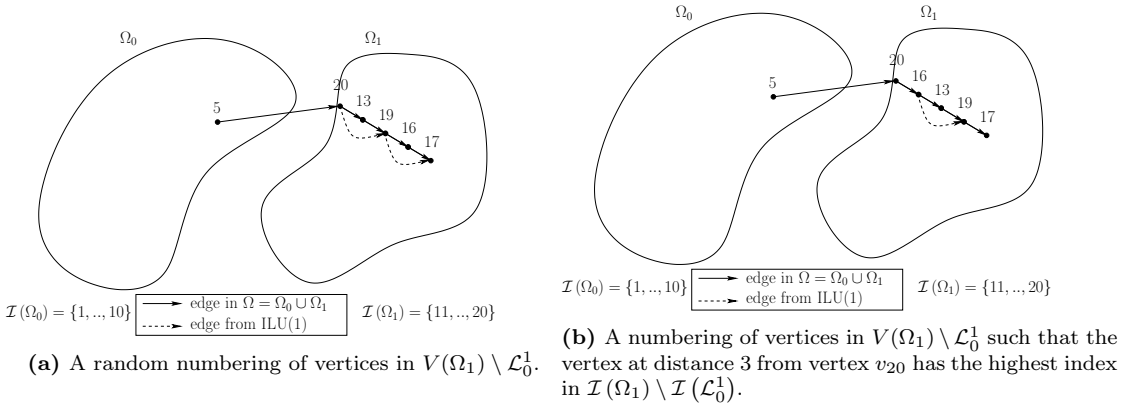 Ω₀
Ω₁
5
20
13
19
16
17
I (Ω₀) = {1, .., 10}
edge in Ω = Ω₀ ∪ Ω₁
edge from ILU(1)
I (Ω₁) = {11, .., 20}
(a) A random numbering of vertices in V(Ω₁) \ L₀¹.
Ω₀
Ω₁
5
20
16
13
19
17
I (Ω₀) = {1, .., 10}
edge in Ω = Ω₀ ∪ Ω₁
edge from ILU(1)
I (Ω₁) = {11, .., 20}
(b) A numbering of vertices in V(Ω₁) \ L₀¹ such that the
vertex at distance 3 from vertex v₂₀ has the highest index
in I (Ω₁) \ I (L₀¹).